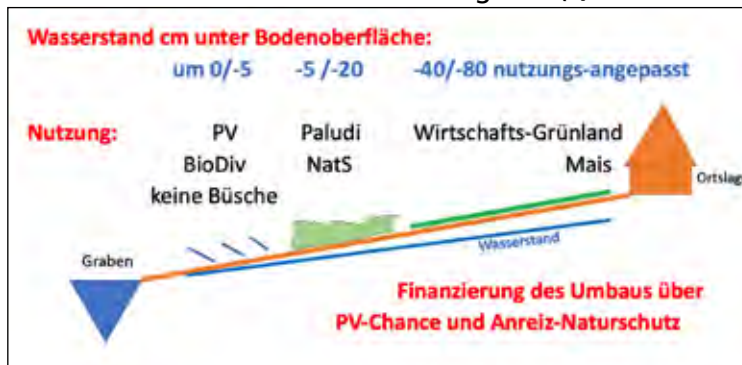 Wasserstand cm unter Bodenoberfläche:
um 0/-5 -5 /-20 -40/-80 nutzungs-angepasst
Nutzung: PV Paludi Wirtschafts-Grünland
BioDiv NatS Mais
keine Büsche
Ortslag
Wasserstand
Graben
Finanzierung des Umbaus über
PV-Chance und Anreiz-Naturschutz